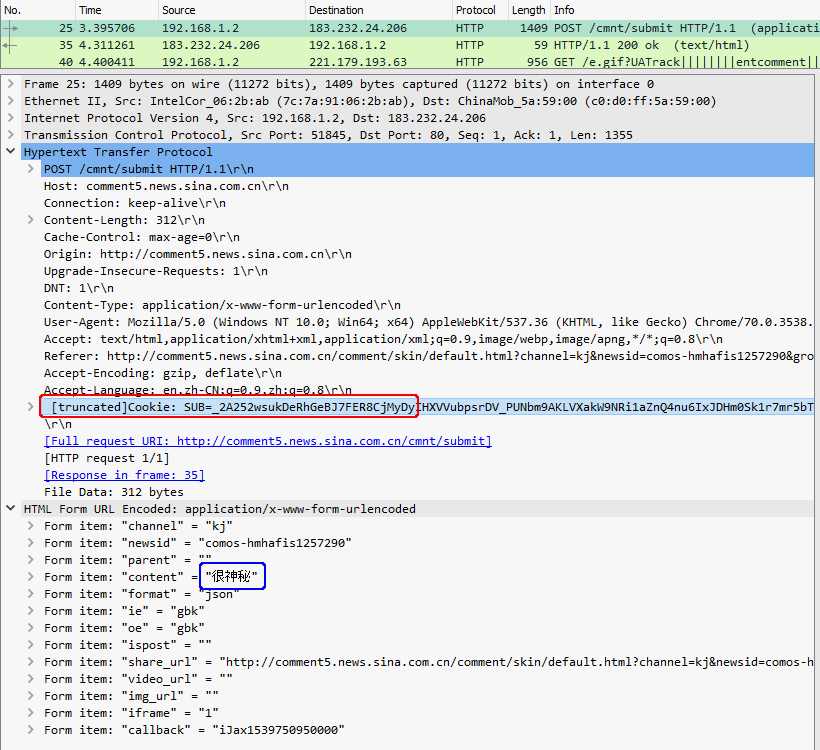 No. Time Source Destination Protocol Length Info
25 3.395706 192.168.1.2 183.232.24.206 HTTP 1409 POST /cmnt/submit HTTP/1.1 (applicati
35 4.311261 183.232.24.206 192.168.1.2 HTTP 59 HTTP/1.1 200 ok (text/html)
40 4.400411 192.168.1.2 221.179.193.63 HTTP 956 GET /e.gif?UATrack||||||||entcomment||
Frame 25: 1409 bytes on wire (11272 bits), 1409 bytes captured (11272 bits) on interface 0
Ethernet II, Src: IntelCor_06:2b:ab (7c:7a:91:06:2b:ab), Dst: ChinaMob_5a:59:00 (c0:d0:ff:5a:59:00)
Internet Protocol Version 4, Src: 192.168.1.2, Dst: 183.232.24.206
Transmission Control Protocol, Src Port: 51845, Dst Port: 80, Seq: 1, Ack: 1, Len: 1355
Hypertext Transfer Protocol
POST /cmnt/submit HTTP/1.1\r\n
Host: comment5.news.sina.com.cn\r\n
Connection: keep-alive\r\n
Content-Length: 312\r\n
Cache-Control: max-age=0\r\n
Origin: http://comment5.news.sina.com.cn\r\n
Upgrade-Insecure-Requests: 1\r\n
DNT: 1\r\n
Content-Type: application/x-www-form-urlencoded\r\n
User-Agent: Mozilla/5.0 (Windows NT 10.0; Win64; x64) AppleWebKit/537.36 (KHTML, like Gecko) Chrome/70.0.3538.
Accept: text/html,application/xhtml+xml,application/xml;q=0.9,image/webp,image/apng,*/*;q=0.8\r\n
Referer: http://comment5.news.sina.com.cn/comment/skin/default.html?channel=kj&newsid=comos-hmhafis1257290&gro
Accept-Encoding: gzip, deflate\r\n
Accept-Language: en,zh-CN;q=0.9,zh;q=0.8\r\n
[truncated]Cookie: SUB=_2A252wsukDeRhGeBJ7FER8CjMyDyIHXVVubpsrDV_PUNbm9AKLVXakW9NRi1aZnQ4nu6IxJDHm0Sk1r7mr5bT
\r\n
[Full request URI: http://comment5.news.sina.com.cn/cmnt/submit]
[HTTP request 1/1]
[Response in frame: 35]
File Data: 312 bytes
HTML Form URL Encoded: application/x-www-form-urlencoded
Form item: "channel" = "kj"
Form item: "newsid" = "comos-hmhafis1257290"
Form item: "parent" = ""
Form item: "content" = "很神秘"
Form item: "format" = "json"
Form item: "ie" = "gbk"
Form item: "oe" = "gbk"
Form item: "ispost" = ""
Form item: "share_url" = "http://comment5.news.sina.com.cn/comment/skin/default.html?channel=kj&newsid=comos-h
Form item: "video_url" = ""
Form item: "img_url" = ""
Form item: "iframe" = "1"
Form item: "callback" = "iJax1539750950000"